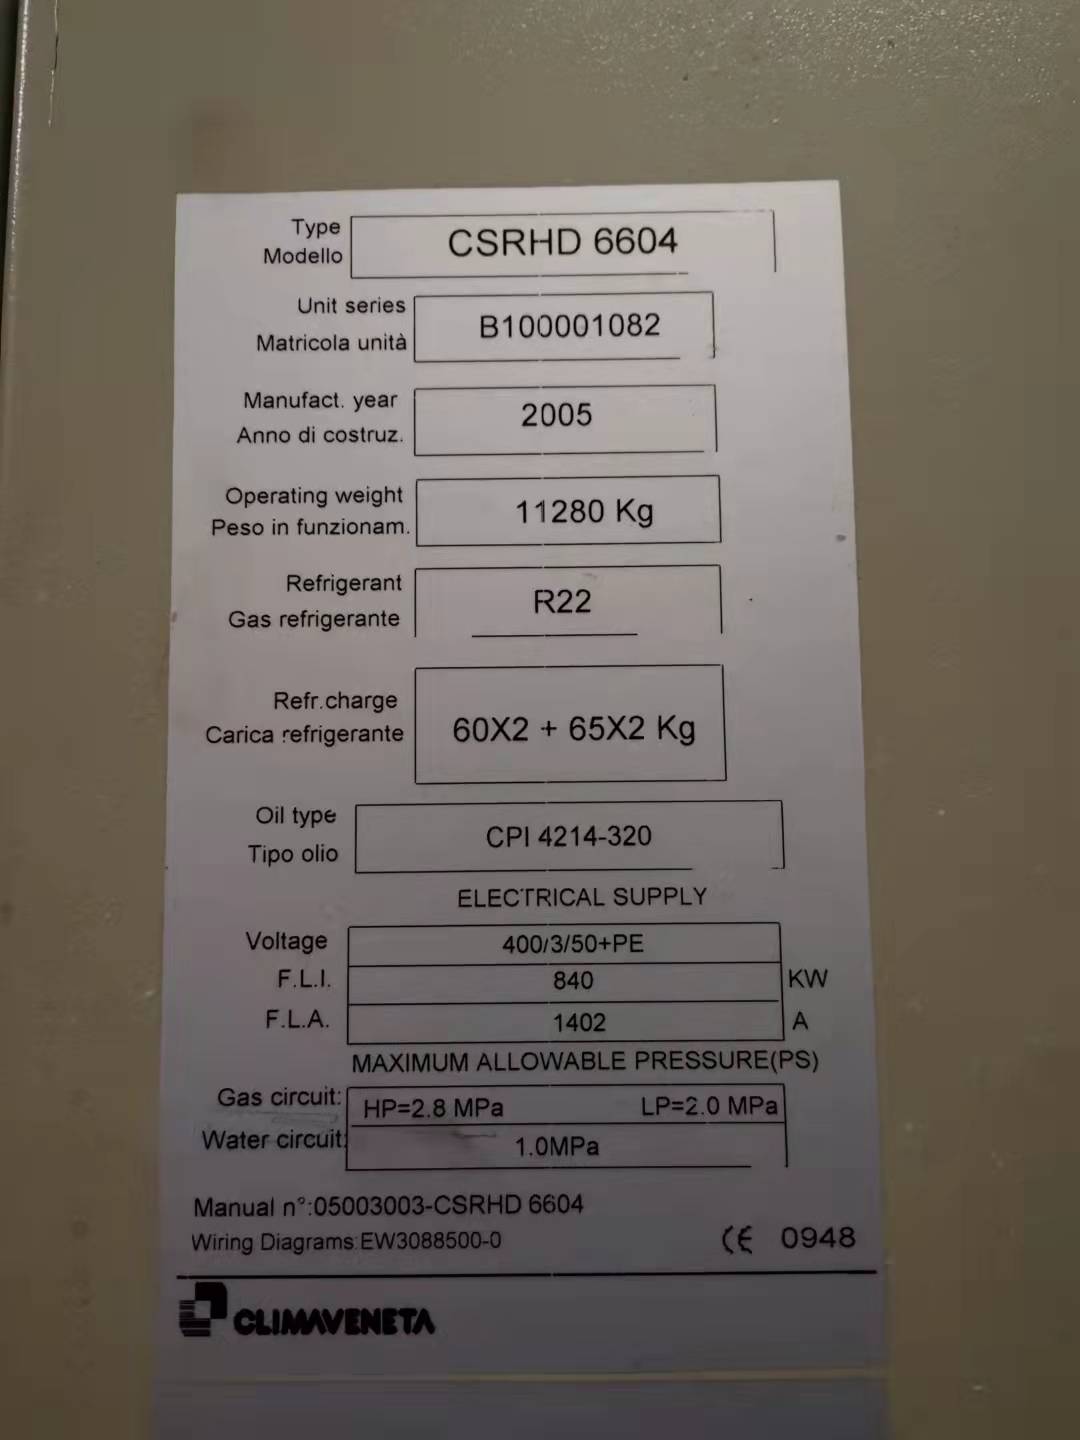 Type
Modello
CSRHD 6604
Unit series
Matricola unità
B100001082
Manufact. year
Anno di costruz.
2005
Operating weight
Peso in funzionam.
11280 Kg
Refrigerant
Gas refrigerante
R22
Refr.charge
Carica refrigerante
60X2 + 65X2 Kg
Oil type
Tipo olio
CPI 4214-320
ELECTRICAL SUPPLY
Voltage 400/3/50+PE
F.L.I. 840 KW
F.L.A. 1402 A
MAXIMUM ALLOWABLE PRESSURE(PS)
Gas circuit: HP=2.8 MPa LP=2.0 MPa
Water circuit: 1.0MPa
Manual n°:05003003-CSRHD 6604
Wiring Diagrams:EW3088500-0
CE 0948
CLIMAVENETA